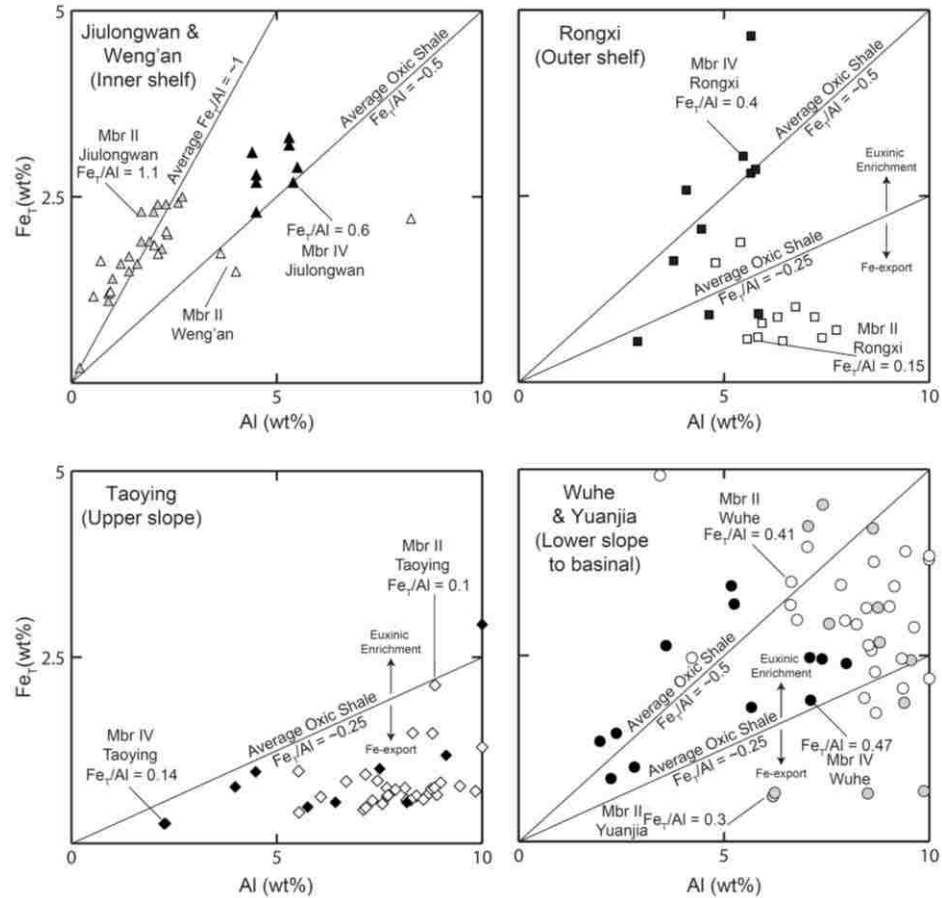 Jiulongwan &
Weng'an
(Inner shelf)
Average Fe_T/Al = ~1
Average Oxic Shale
Fe_T/Al = ~0.5
Mbr II
Jiulongwan
Fe_T/Al = 1.1
Fe_T/Al = 0.6
Mbr IV
Jiulongwan
Mbr II
Weng'an
5
2.5
0
5
10
Fe_T (wt%)
Al (wt%)
Rongxi
(Outer shelf)
Mbr IV
Rongxi
Fe_T/Al = 0.4
Average Oxic Shale
Fe_T/Al = ~0.5
Euxinic
Enrichment
Fe-export
Average Oxic Shale
Fe_T/Al = ~0.25
Mbr II
Rongxi
Fe_T/Al = 0.15
0
5
10
Al (wt%)
Taoying
(Upper slope)
Mbr II
Taoying
Fe_T/Al = 0.1
Euxinic
Enrichment
Fe-export
Average Oxic Shale
Fe_T/Al = ~0.25
Mbr IV
Taoying
Fe_T/Al = 0.14
5
2.5
0
5
10
Fe_T (wt%)
Al (wt%)
Wuhe
& Yuanjia
(Lower slope
to basinal)
Mbr II
Wuhe
Fe_T/Al = 0.41
Average Oxic Shale
Fe_T/Al = ~0.5
Euxinic
Enrichment
Average Oxic Shale
Fe_T/Al = ~0.25
Fe-export
Fe_T/Al = 0.47
Mbr IV
Wuhe
Mbr II
Yuanjia
Fe_T/Al = 0.3
0
5
10
Al (wt%)